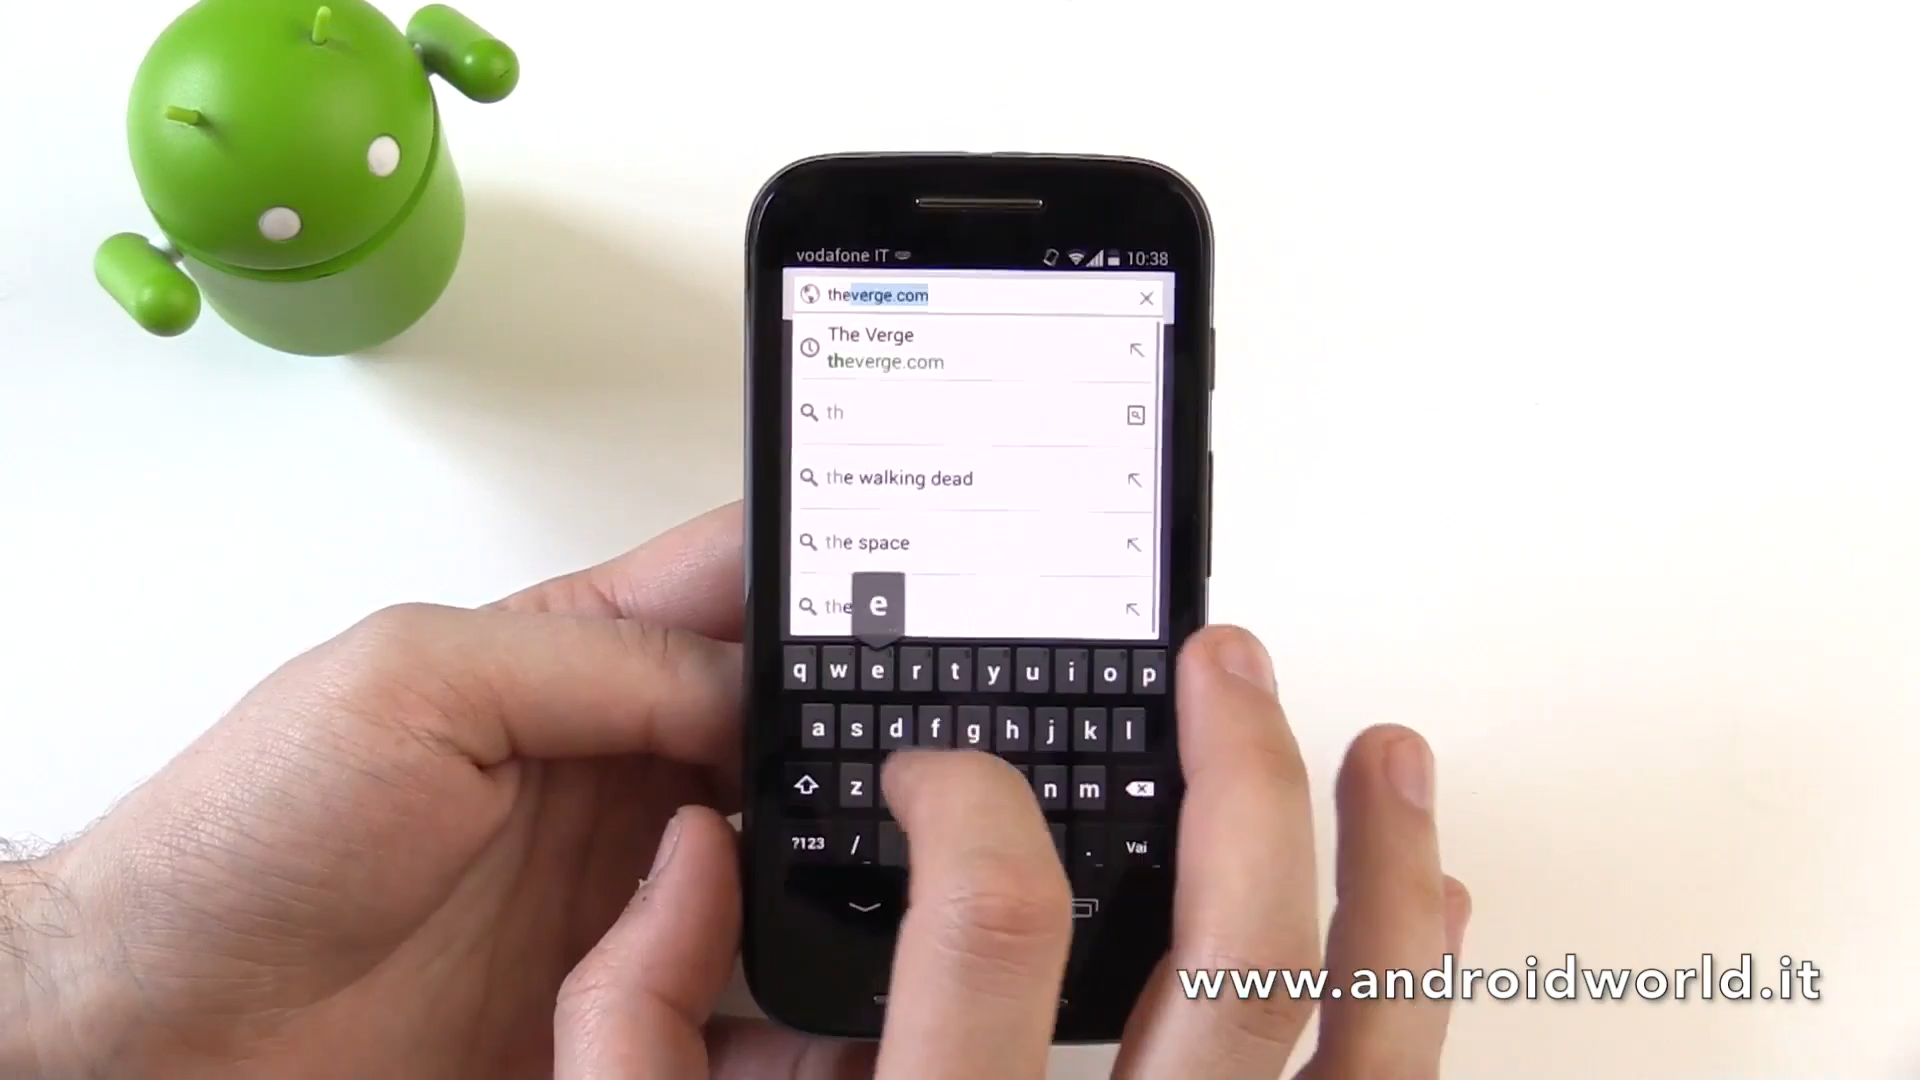 vodafone IT 10:38
theverge.com
The Verge
theverge.com
th
the walking dead
the space
the
e
q w e r t y u i o p
a s d f g h j k l
z n m
?123 / . Vai
www.androidworld.it